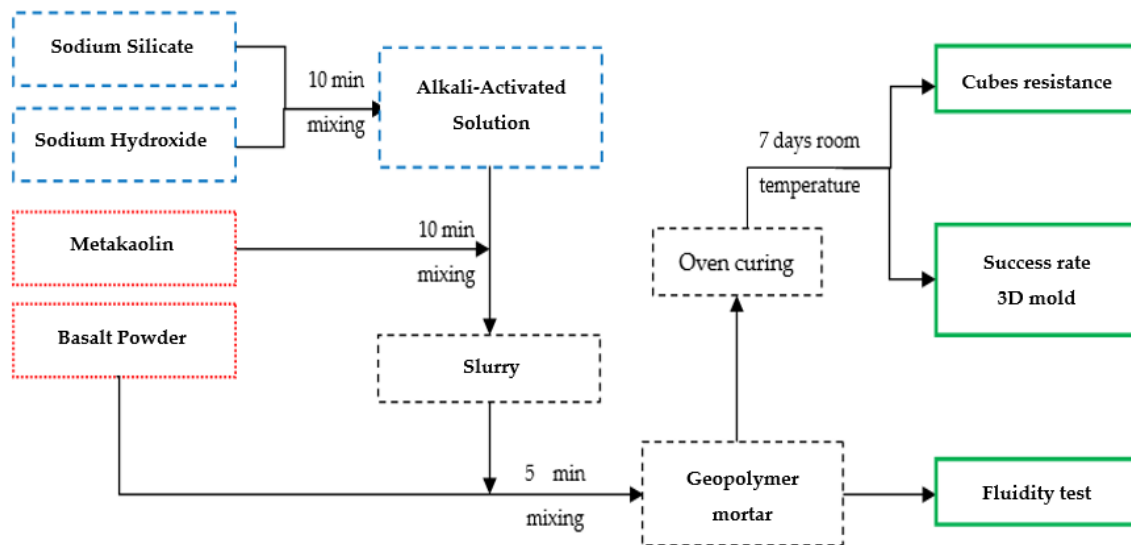 Sodium Silicate
Sodium Hydroxide
10 min
mixing
Alkali-Activated
Solution
Metakaolin
10 min
mixing
Basalt Powder
Slurry
5 min
mixing
Geopolymer
mortar
Oven curing
7 days room
temperature
Cubes resistance
Success rate
3D mold
Fluidity test